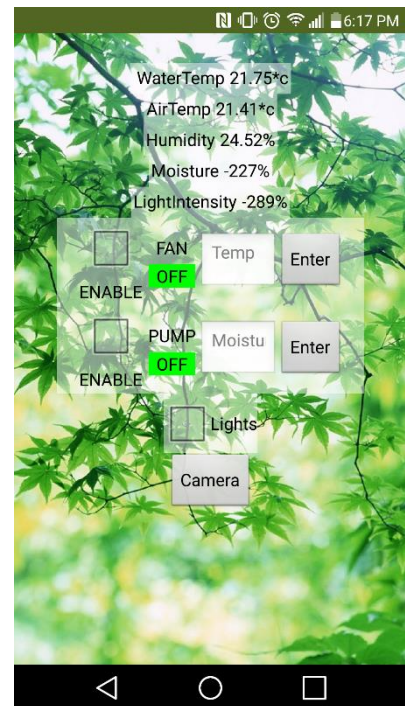 6:17 PM
WaterTemp 21.75*c
AirTemp 21.41*c
Humidity 24.52%
Moisture -227%
LightIntensity -289%
FAN
OFF
ENABLE
Temp
Enter
PUMP
OFF
ENABLE
Moistu
Enter
Lights
Camera